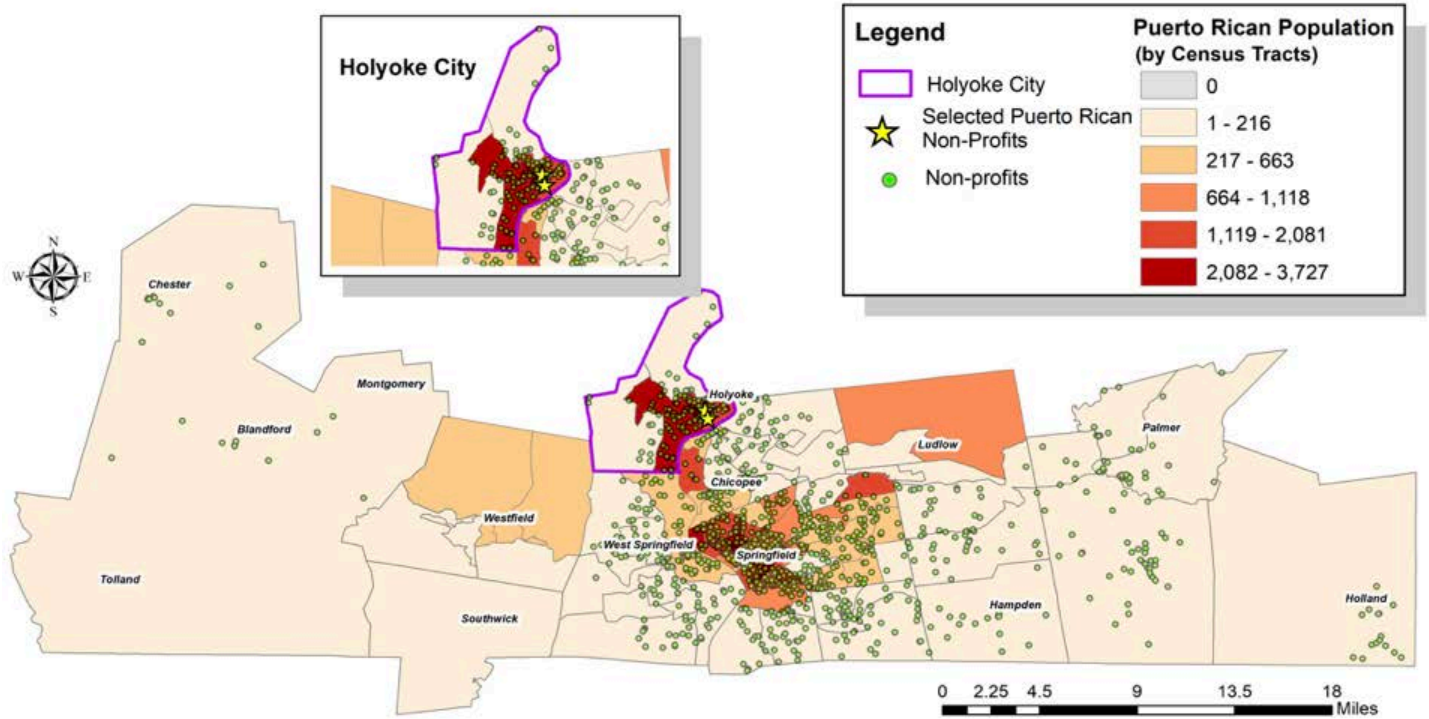 Holyoke City
Legend
Holyoke City
Selected Puerto Rican
Non-Profits
Non-profits
Puerto Rican Population
(by Census Tracts)
0
1 - 216
217 - 663
664 - 1,118
1,119 - 2,081
2,082 - 3,727
N
W E
S
Chester
Montgomery
Blandford
Holyoke
Palmer
Ludlow
Chicopee
Westfield
West Springfield
Springfield
Tolland
Southwick
Hampden
Holland
0 2.25 4.5 9 13.5 18
Miles